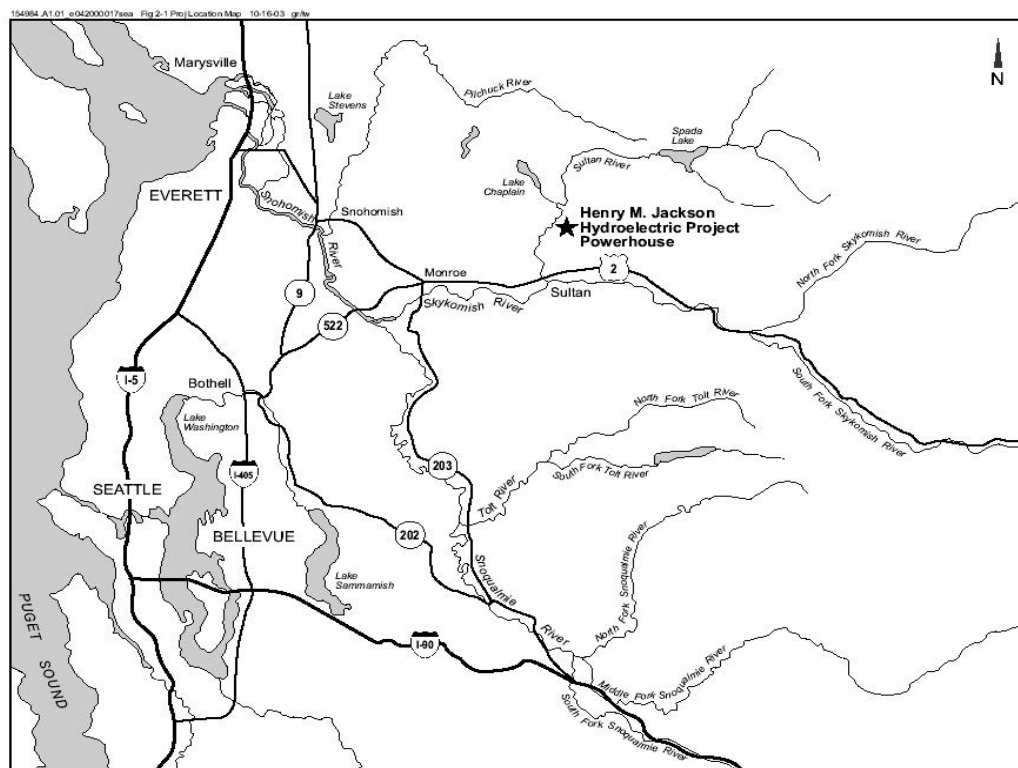 154984.A1.01_e042000017sea Fig 2-1 Proj Location Map 10-16-03 gr/tw
Marysville
N
Lake
Stevens
Pilchuck River
Spada
Lake
Sultan River
Lake
Chaplain
EVERETT
Snohomish
River
Snohomish
Henry M. Jackson
Hydroelectric Project
Powerhouse
North Fork Skykomish River
Monroe
2
9
Skykomish River
Sultan
522
I-5
Bothell
South Fork Skykomish River
Lake
Washington
North Fork Tolt River
I-405
203
South Fork Tolt River
SEATTLE
Tolt River
BELLEVUE
202
Lake
Sammamish
Snoqualmie
River
North Fork Snoqualmie River
PUGET SOUND
I-90
Middle Fork Snoqualmie River
South Fork Snoqualmie River